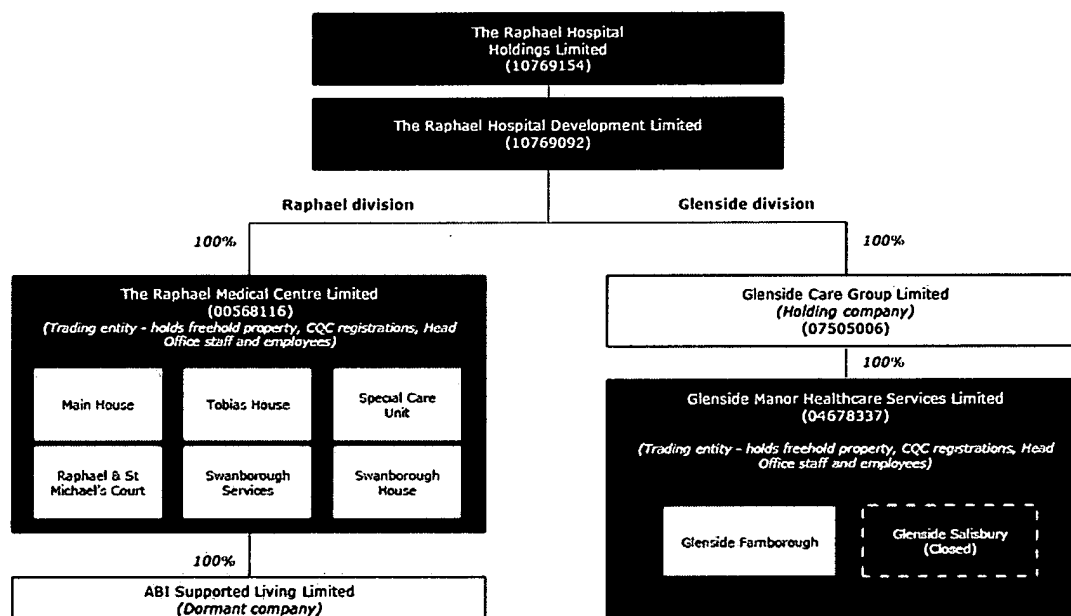 The Raphael Hospital
Holdings Limited
(10769154)
The Raphael Hospital Development Limited
(10769092)
Raphael division
Glenside division
100%
100%
The Raphael Medical Centre Limited
(00568116)
(Trading entity - holds freehold property, CQC registrations, Head
Office staff and employees)
Main House
Tobias House
Special Care
Unit
Raphael & St
Michael's Court
Swanborough
Services
Swanborough
House
100%
ABI Supported Living Limited
(Dormant company)
Glenside Care Group Limited
(Holding company)
(07505006)
100%
Glenside Manor Healthcare Services Limited
(04678337)
(Trading entity - holds freehold property, CQC registrations, Head
Office staff and employees)
Glenside Farnborough
Glenside Salisbury
(Closed)